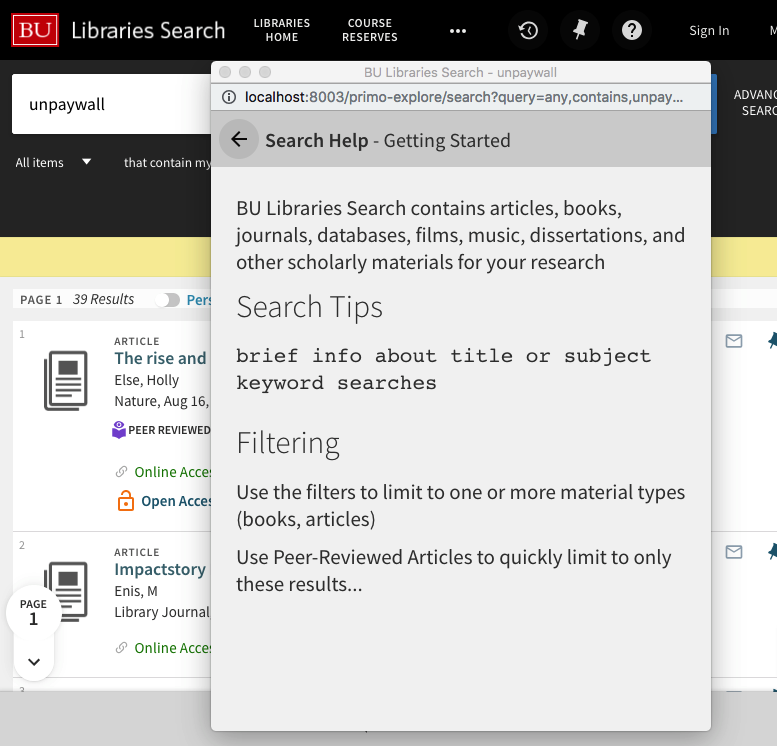 BU Libraries Search
LIBRARIES
HOME
COURSE
RESERVES
Sign In
M
unpaywall
ADVANC
SEARC
All items
that contain my
BU Libraries Search - unpaywall
localhost:8003/primo-explore/search?query=any,contains,unpay...
Search Help - Getting Started
BU Libraries Search contains articles, books,
journals, databases, films, music, dissertations, and
other scholarly materials for your research
Search Tips
brief info about title or subject
keyword searches
Filtering
Use the filters to limit to one or more material types
(books, articles)
Use Peer-Reviewed Articles to quickly limit to only
these results...
PAGE 1 39 Results
Pers
1
ARTICLE
The rise and
Else, Holly
Nature, Aug 16,
PEER REVIEWED
Online Acces
Open Acces
2
ARTICLE
Impactstory
Enis, M
Library Journal,
Online Acces
PAGE
1
3